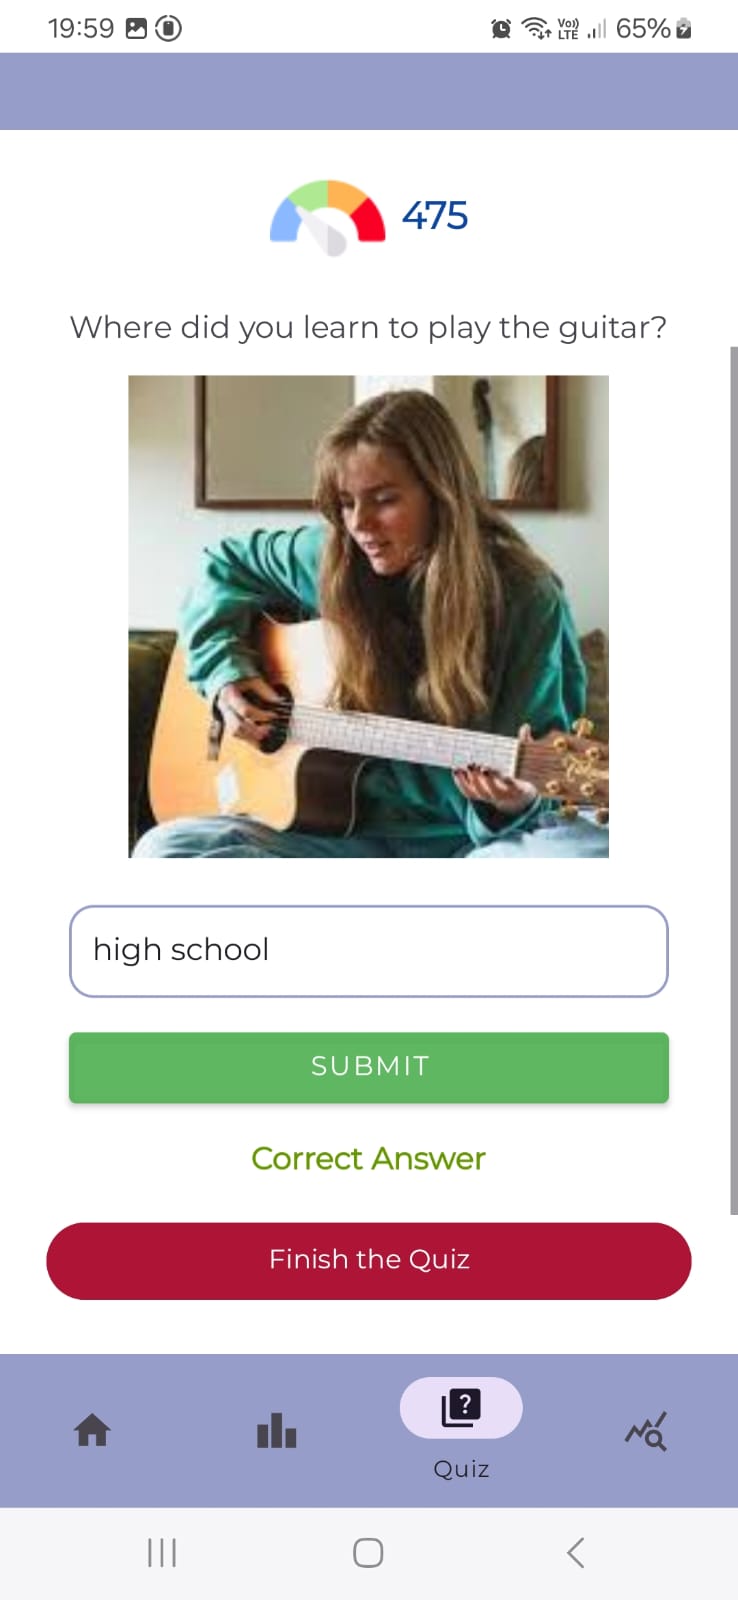 19:59 Vo)) LTE 65%
475
Where did you learn to play the guitar?
high school
SUBMIT
Correct Answer
Finish the Quiz
?
Quiz